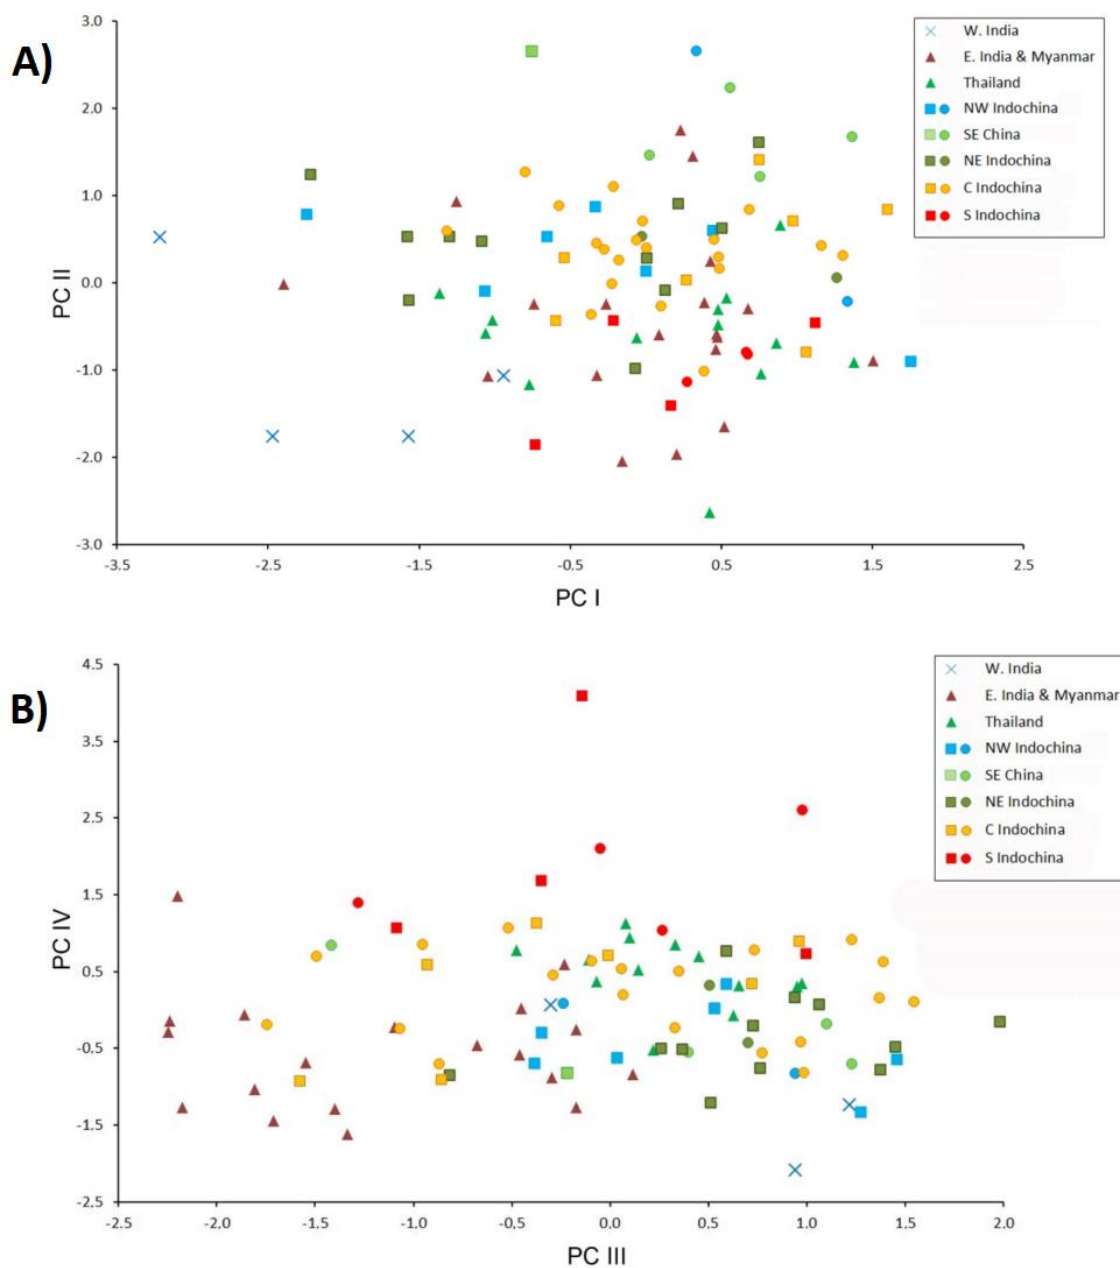 A)
3.0
2.0
1.0
0.0
-1.0
-2.0
-3.0
PC II
-3.5 -2.5 -1.5 -0.5 0.5 1.5 2.5
PC I
W. India
E. India & Myanmar
Thailand
NW Indochina
SE China
NE Indochina
C Indochina
S Indochina
B)
4.5
3.5
2.5
1.5
0.5
-0.5
-1.5
-2.5
PC IV
-2.5 -2.0 -1.5 -1.0 -0.5 0.0 0.5 1.0 1.5 2.0
PC III
W. India
E. India & Myanmar
Thailand
NW Indochina
SE China
NE Indochina
C Indochina
S Indochina